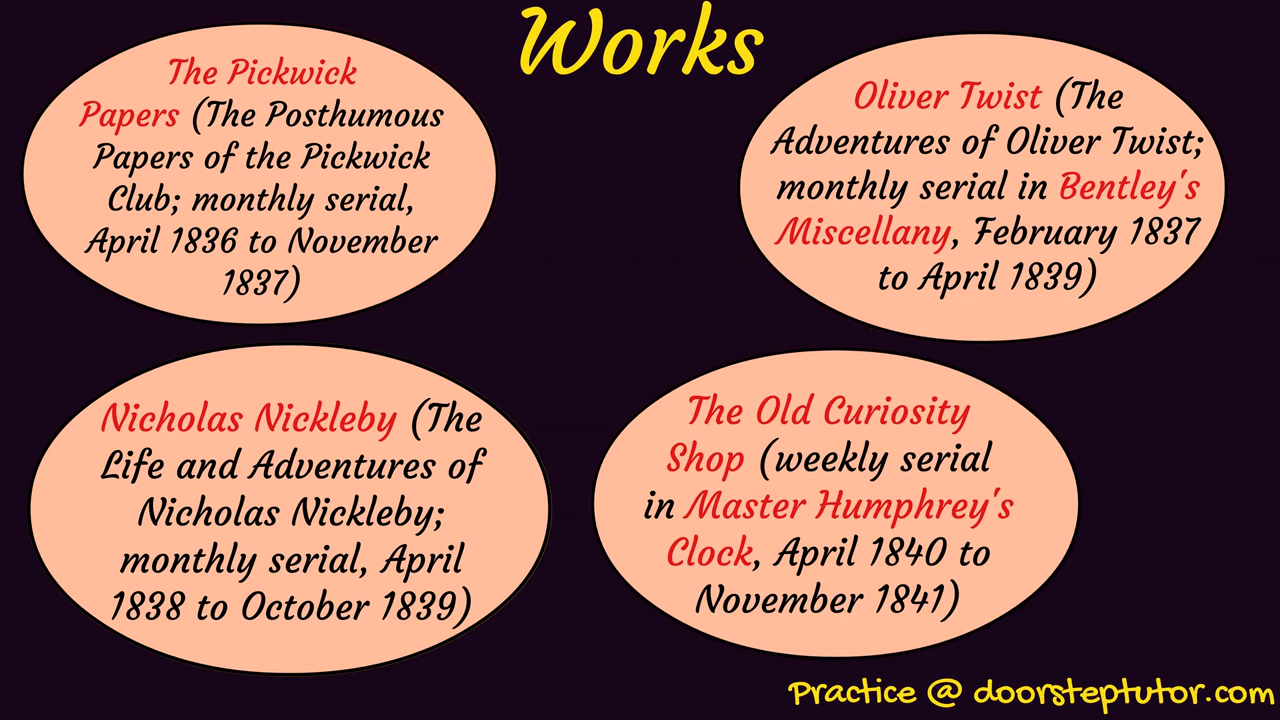 Works
The Pickwick
Papers (The Posthumous
Papers of the Pickwick
Club; monthly serial,
April 1836 to November
1837)
Oliver Twist (The
Adventures of Oliver Twist;
monthly serial in Bentley's
Miscellany, February 1837
to April 1839)
Nicholas Nickleby (The
Life and Adventures of
Nicholas Nickleby;
monthly serial, April
1838 to October 1839)
The Old Curiosity
Shop (weekly serial
in Master Humphrey's
Clock, April 1840 to
November 1841)
Practice @ doorsteptutor.com